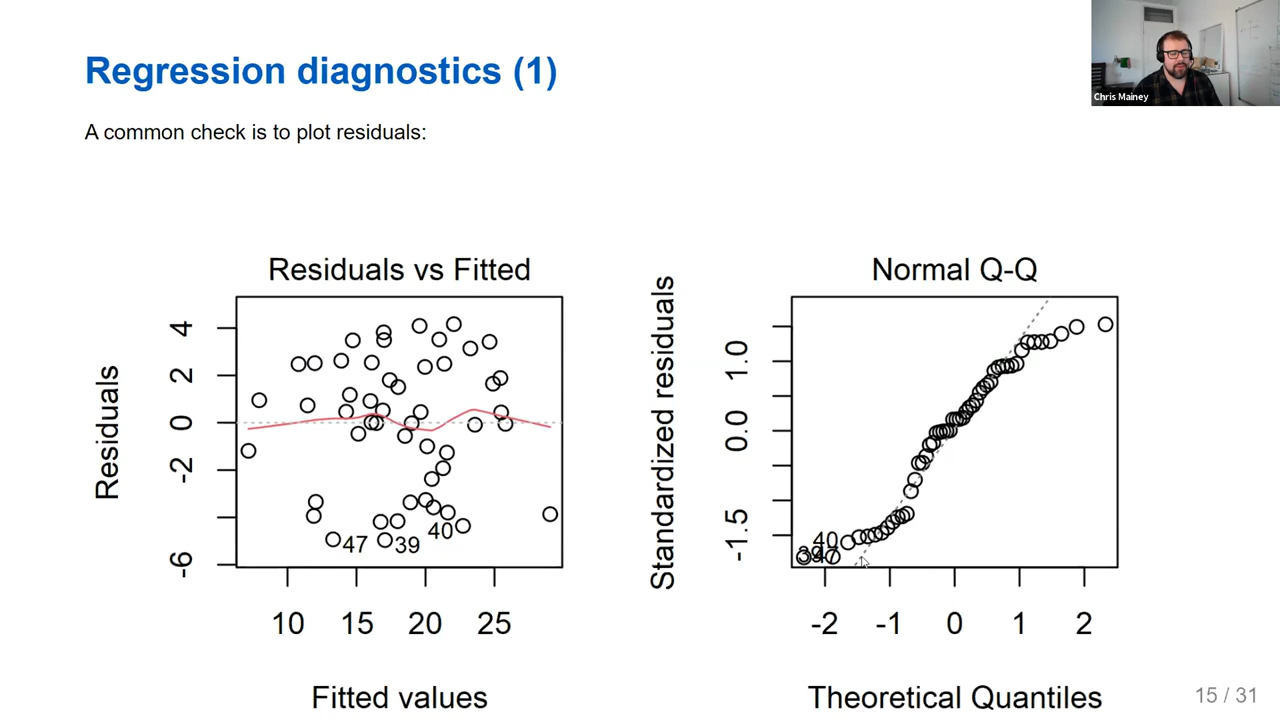 Regression diagnostics (1)
Chris Mainey
A common check is to plot residuals:
Residuals vs Fitted
Residuals
4
2
0
-2
-6
47
39
40
10 15 20 25
Fitted values
Normal Q-Q
Standardized residuals
1.0
0.0
-1.5
40
39
47
-2 -1 0 1 2
Theoretical Quantiles
15 / 31